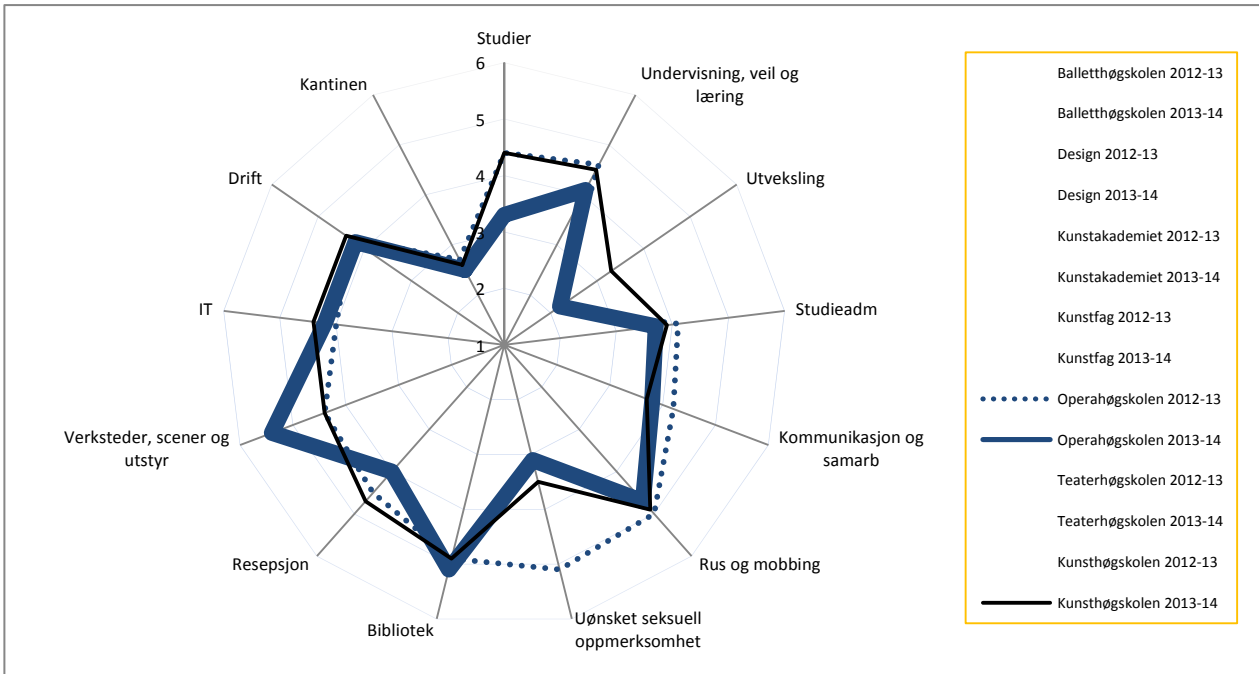 Studier
Undervisning, veil og
læring
Utveksling
Studieadm
Kommunikasjon og
samarb
Rus og mobbing
Uønsket seksuell
oppmerksomhet
Bibliotek
Resepsjon
Verksteder, scener og
utstyr
IT
Drift
Kantinen
6
5
4
3
2
1
Balletthøgskolen 2012-13
Balletthøgskolen 2013-14
Design 2012-13
Design 2013-14
Kunstakademiet 2012-13
Kunstakademiet 2013-14
Kunstfag 2012-13
Kunstfag 2013-14
Operahøgskolen 2012-13
Operahøgskolen 2013-14
Teaterhøgskolen 2012-13
Teaterhøgskolen 2013-14
Kunsthøgskolen 2012-13
Kunsthøgskolen 2013-14